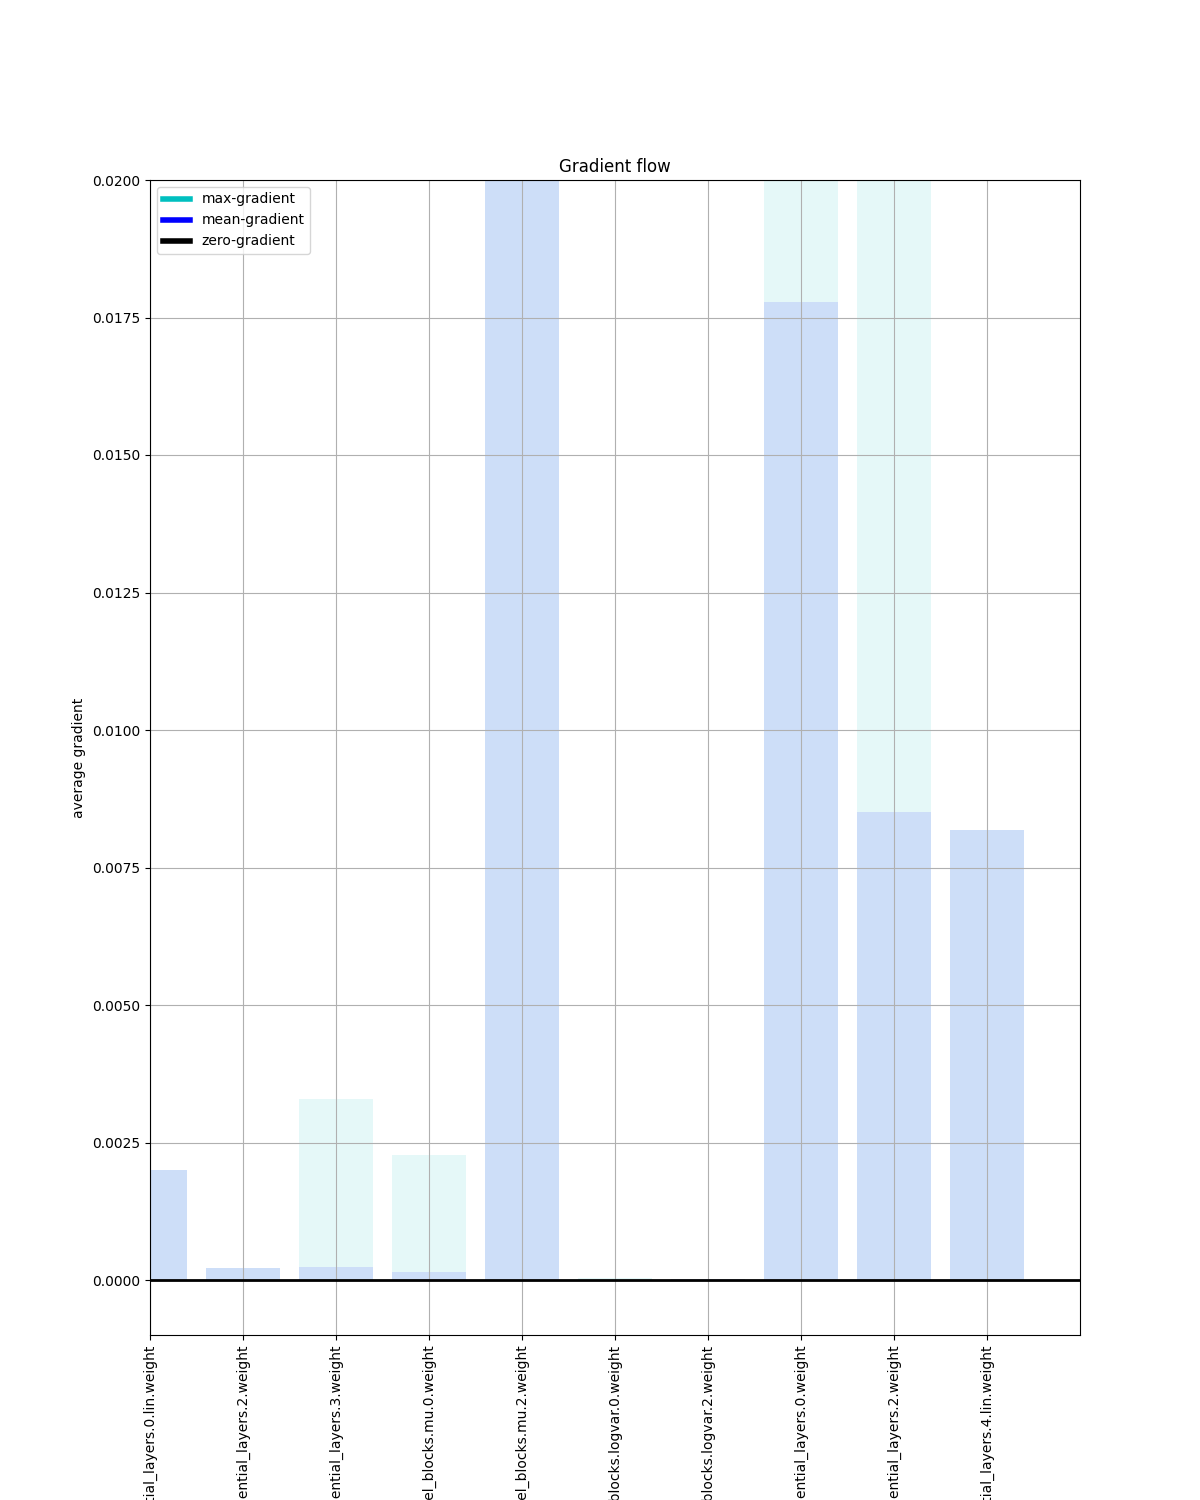 Gradient flow
max-gradient
mean-gradient
zero-gradient
average gradient
0.0200
0.0175
0.0150
0.0125
0.0100
0.0075
0.0050
0.0025
0.0000
tial_layers.0.lin.weight
ential_layers.2.weight
ential_layers.3.weight
el_blocks.mu.0.weight
el_blocks.mu.2.weight
blocks.logvar.0.weight
blocks.logvar.2.weight
ential_layers.0.weight
ential_layers.2.weight
tial_layers.4.lin.weight